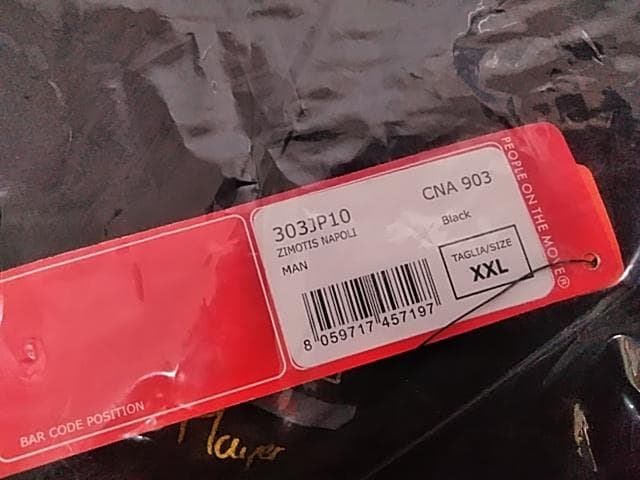 PEOPLE ON THE MOVE®
CNA 903
303JP10
ZIMOTIS NAPOLI
Black
MAN
TAGLIA/SIZE
XXL
8 059717 457197
BAR CODE POSITION